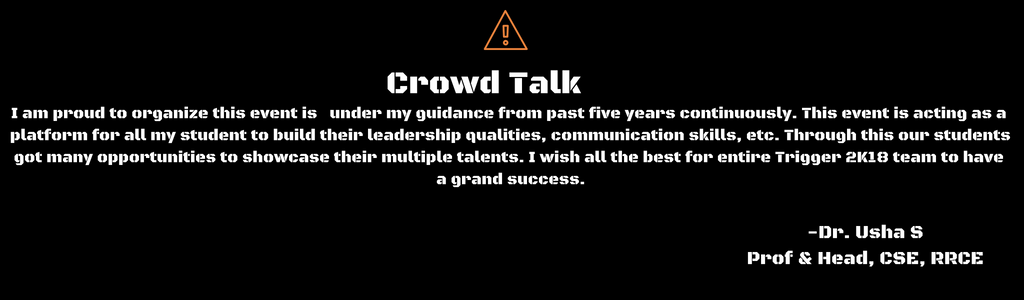 Crowd Talk
I am proud to organize this event is  under my guidance from past five years continuously. This event is acting as a
platform for all my student to build their leadership qualities, communication skills, etc. Through this our students
got many opportunities to showcase their multiple talents. I wish all the best for entire Trigger 2K18 team to have
a grand success.
-Dr. Usha S
Prof & Head, CSE, RRCE